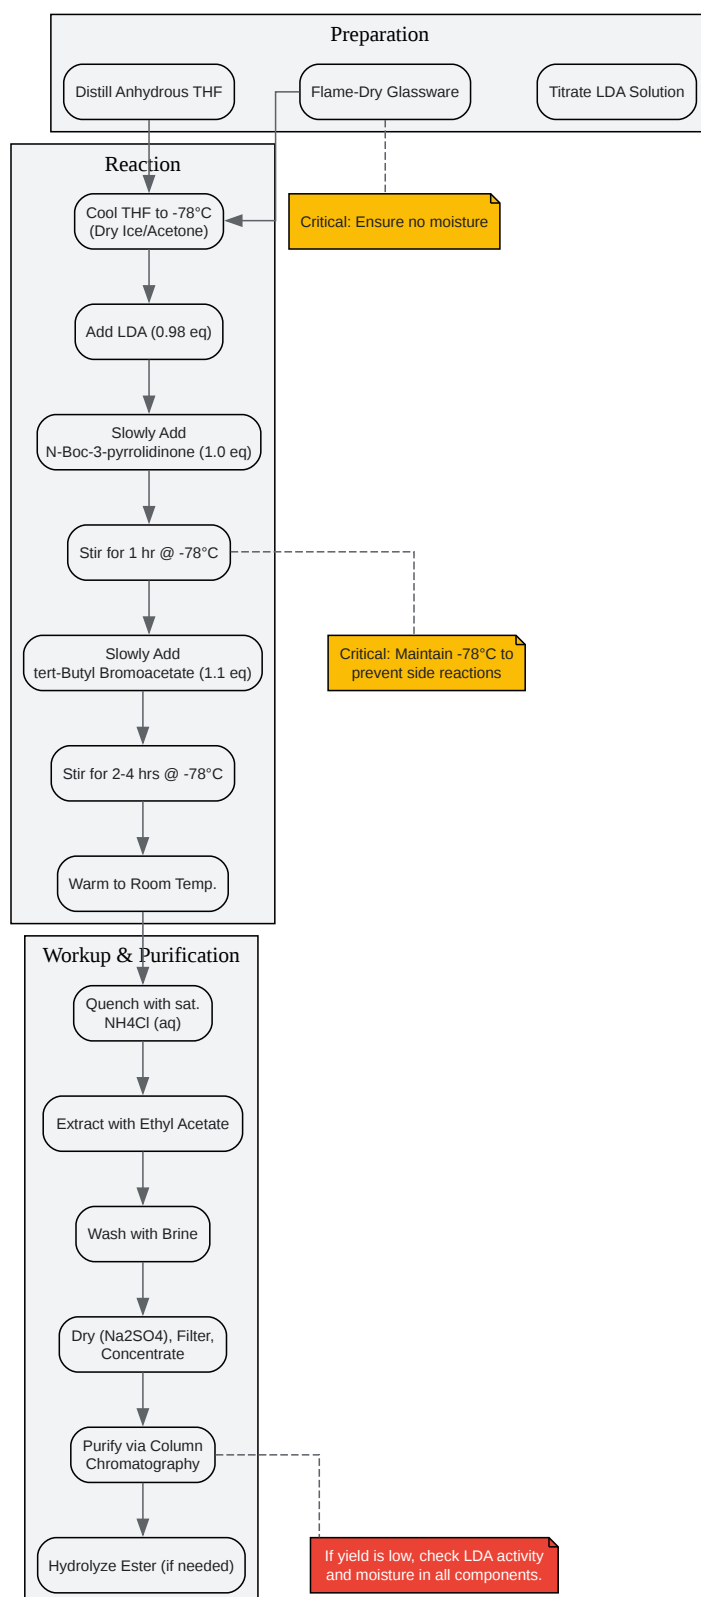 Preparation
Distill Anhydrous THF
Flame-Dry Glassware
Titrate LDA Solution
Reaction
Cool THF to -78°C
(Dry Ice/Acetone)
Critical: Ensure no moisture
Add LDA (0.98 eq)
Slowly Add
N-Boc-3-pyrrolidinone (1.0 eq)
Stir for 1 hr @ -78°C
Slowly Add
tert-Butyl Bromoacetate (1.1 eq)
Critical: Maintain -78°C to
prevent side reactions
Stir for 2-4 hrs @ -78°C
Warm to Room Temp.
Workup & Purification
Quench with sat.
NH4Cl (aq)
Extract with Ethyl Acetate
Wash with Brine
Dry (Na2SO4), Filter,
Concentrate
Purify via Column
Chromatography
Hydrolyze Ester (if needed)
If yield is low, check LDA activity
and moisture in all components.